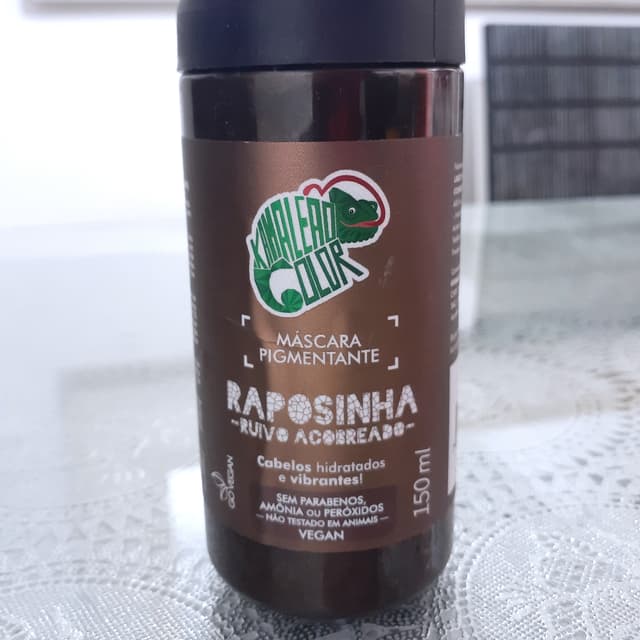 KAMALEÃO
COLOR
MÁSCARA
PIGMENTANTE
RAPOSINHA
-RUIVO ACOBREADO-
Cabelos hidratados
e vibrantes!
SEM PARABENOS,
AMÔNIA OU PERÓXIDOS
— NÃO TESTADO EM ANIMAIS —
VEGAN
GO VEGAN
150 ml